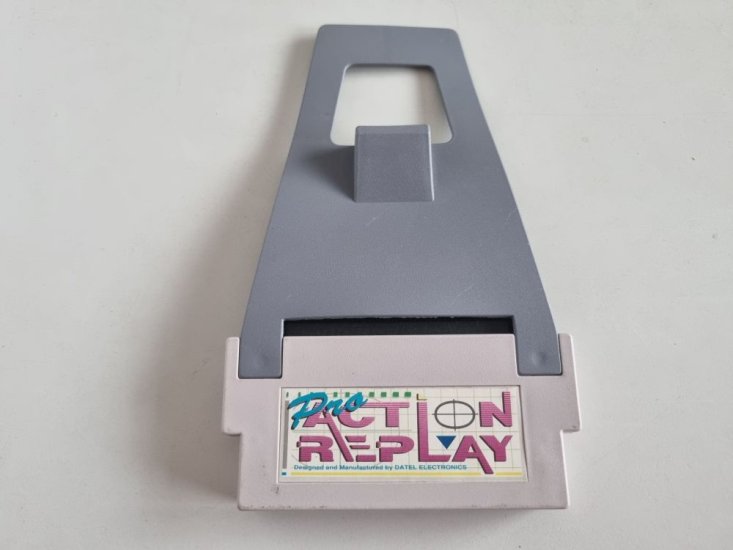 Pro
ACTION
REPLAY
Designed and Manufactured by DATEL ELECTRONICS